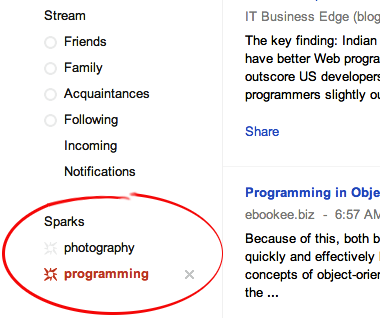 Stream
Friends
Family
Acquaintances
Following
Incoming
Notifications
Sparks
photography
programming
IT Business Edge (blog
The key finding: Indian
have better Web progra
outscore US developers
programmers slightly ou
Share
Programming in Obje
ebookee.biz - 6:57 AM
Because of this, both b
quickly and effectively
concepts of object-orie
the ...